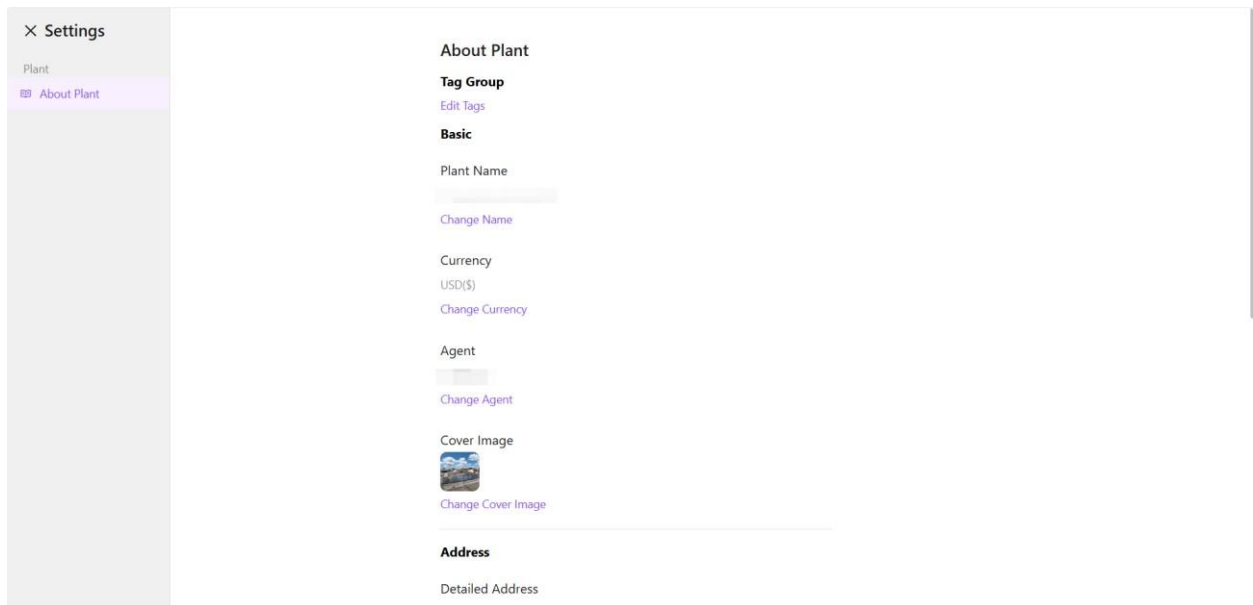 Settings
Plant
About Plant
About Plant
Tag Group
Edit Tags
Basic
Plant Name
Change Name
Currency
USD($)
Change Currency
Agent
Change Agent
Cover Image
Change Cover Image
Address
Detailed Address